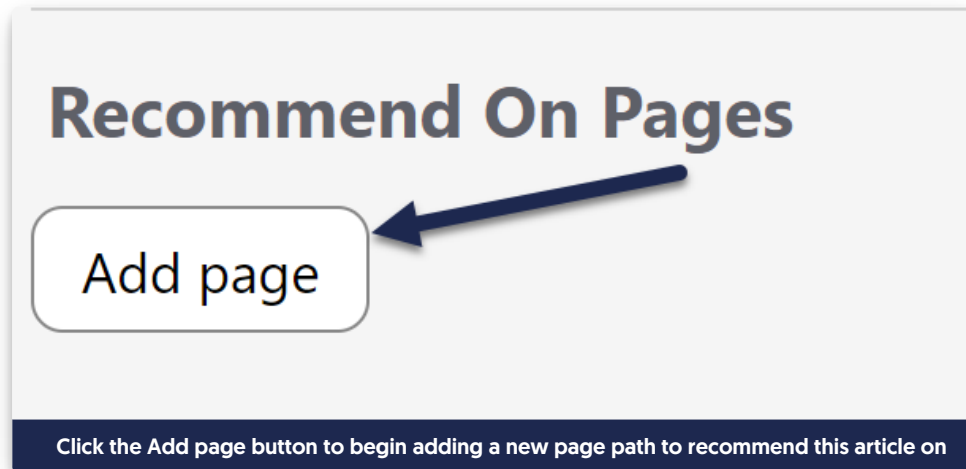 Recommend On Pages
Add page
Click the Add page button to begin adding a new page path to recommend this article on